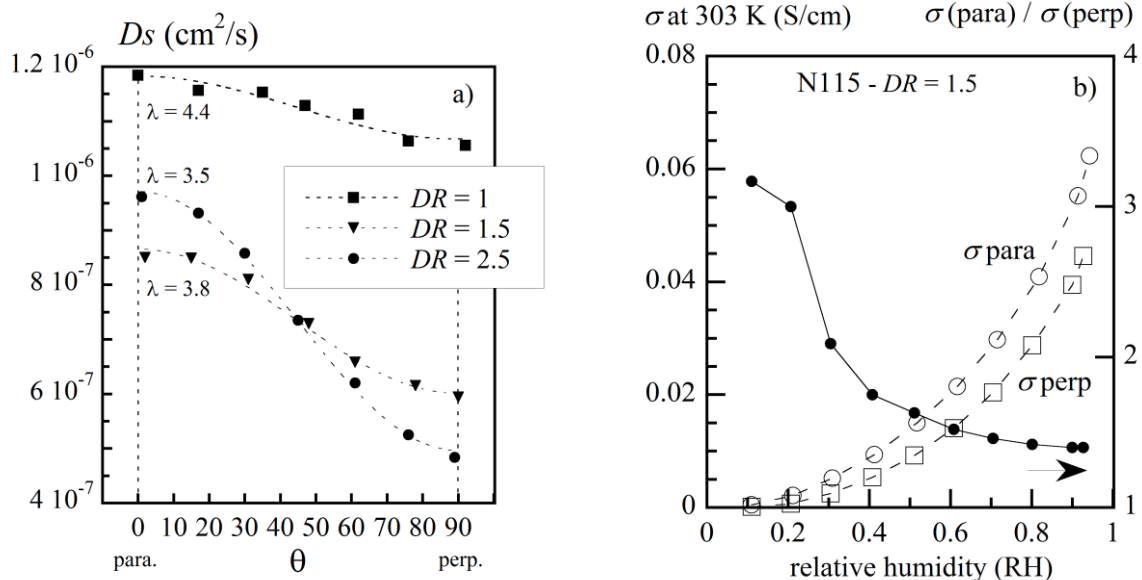 Ds (cm²/s)
1.2 10⁻⁶
1 10⁻⁶
8 10⁻⁷
6 10⁻⁷
4 10⁻⁷
a)
λ = 4.4
λ = 3.5
λ = 3.8
DR = 1
DR = 1.5
DR = 2.5
0 10 20 30 40 50 60 70 80 90
para. θ perp.
σ at 303 K (S/cm) σ(para) / σ(perp)
N115 - DR = 1.5
b)
0.08
0.06
0.04
0.02
0
4
3
2
1
σ para
σ perp
0 0.2 0.4 0.6 0.8 1
relative humidity (RH)